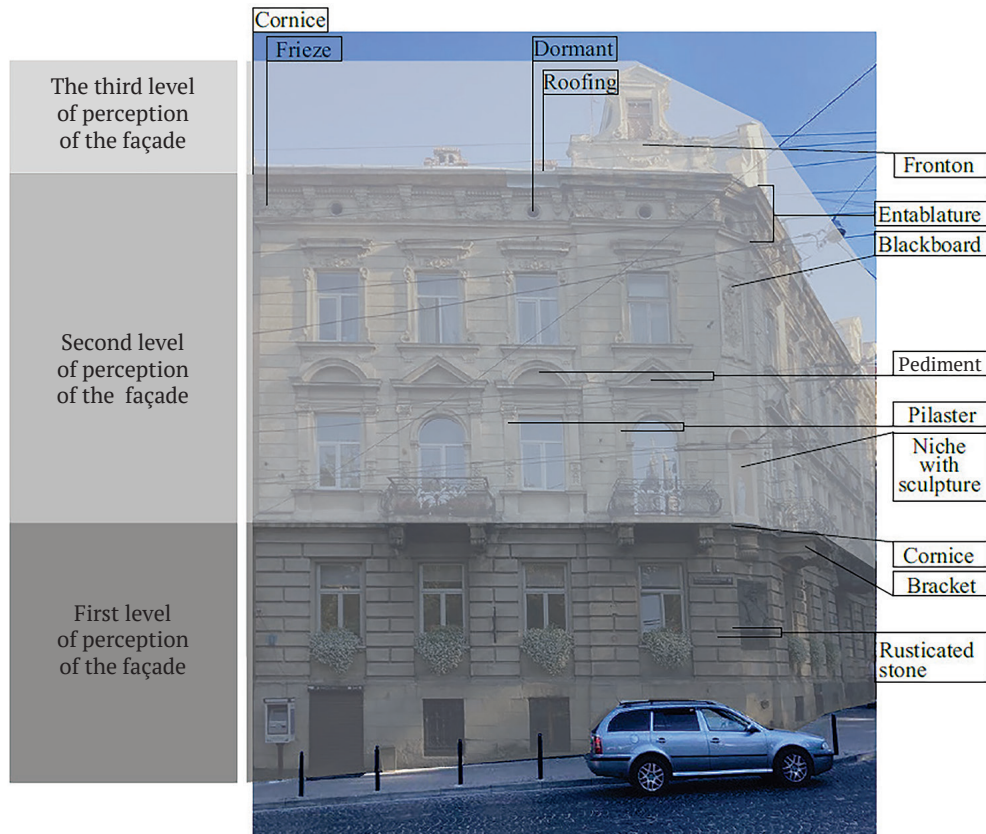 Cornice
Frieze
Dormant
Roofing
The third level
of perception
of the façade
Fronton
Entablature
Blackboard
Second level
of perception
of the façade
Pediment
Pilaster
Niche
with
sculpture
Cornice
Bracket
First level
of perception
of the façade
Rusticated
stone